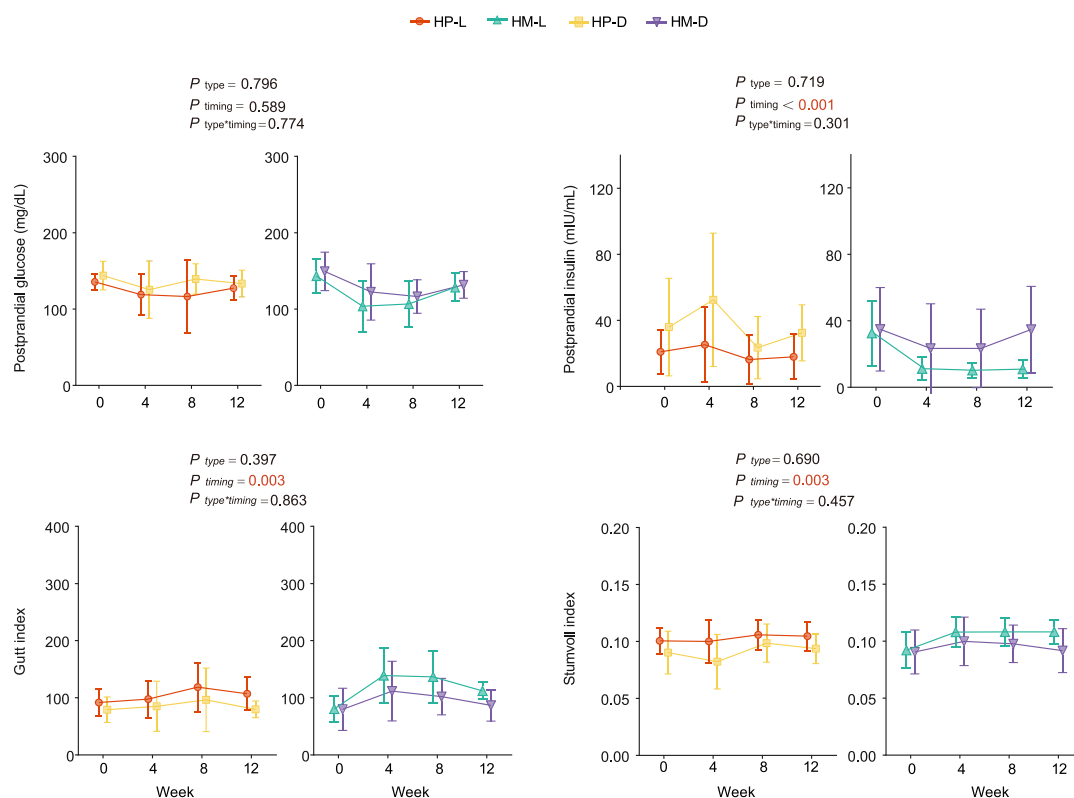 HP-L HM-L HP-D HM-D
P type = 0.796
P timing = 0.589
P type*timing =0.774
Postprandial glucose (mg/dL)
300
200
100
0
0 4 8 12
300
200
100
0
0 4 8 12
P type = 0.719
P timing < 0.001
P type*timing = 0.301
Postprandial insulin (mIU/mL)
120
80
40
0
0 4 8 12
120
80
40
0
0 4 8 12
P type = 0.397
P timing = 0.003
P type*timing =0.863
Gutt index
400
300
200
100
0
0 4 8 12
Week
400
300
200
100
0
0 4 8 12
Week
P type = 0.690
P timing = 0.003
P type*timing =0.457
Stumvoll index
0.20
0.15
0.10
0.05
0.00
0 4 8 12
Week
0.20
0.15
0.10
0.05
0.00
0 4 8 12
Week